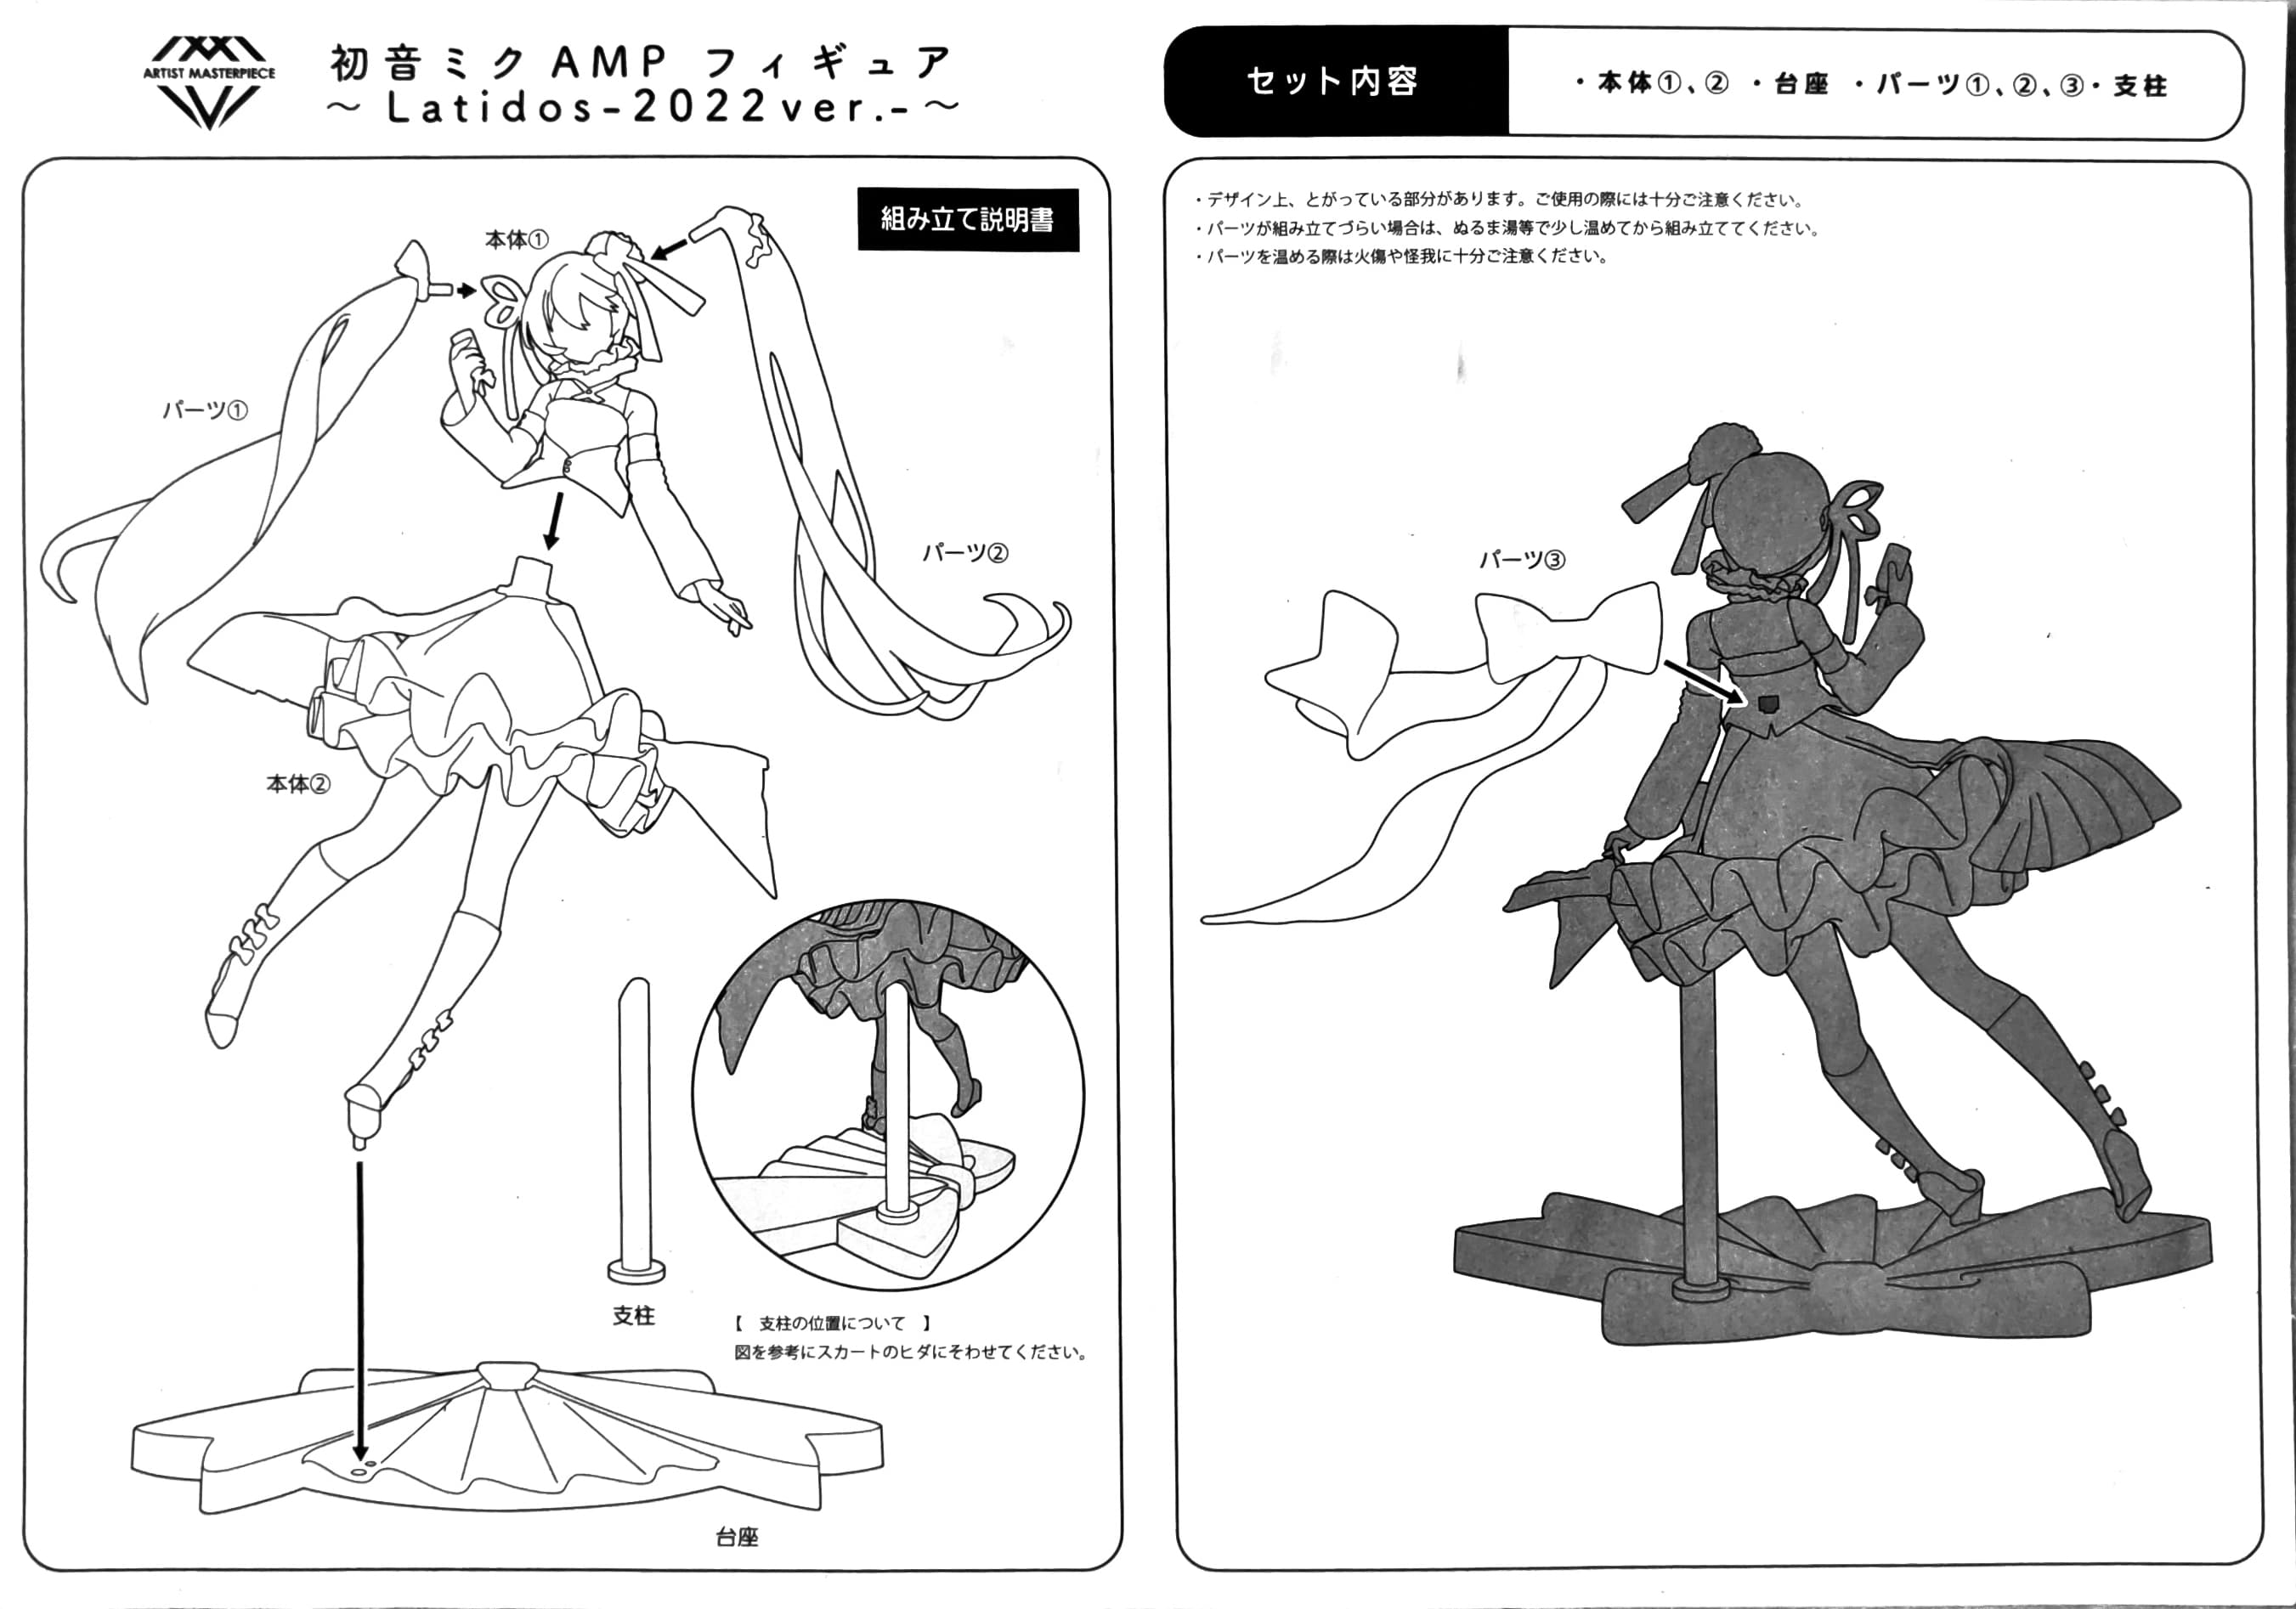 ARTIST MASTERPIECE
初音ミク AMP フィギュア
～ Latidos-2022ver.- ～
組み立て説明書
本体①
パーツ①
パーツ②
本体②
支柱
【　支柱の位置について　】
図を参考にスカートのヒダにそわせてください。
台座
セット内容
・本体①、② ・台座 ・パーツ①、②、③・支柱
・デザイン上、とがっている部分があります。ご使用の際には十分ご注意ください。
・パーツが組み立てづらい場合は、ぬるま湯等で少し温めてから組み立ててください。
・パーツを温める際は火傷や怪我に十分ご注意ください。
パーツ③